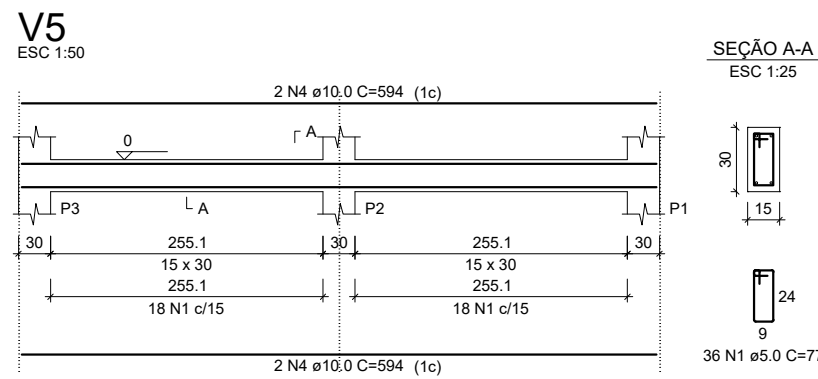 V5
ESC 1:50
SEÇÃO A-A
ESC 1:25
2 N4 ø10.0 C=594 (1c)
A
0
30
A
P3
P2
P1
15
30
255.1
30
255.1
30
15 x 30
15 x 30
255.1
255.1
18 N1 c/15
18 N1 c/15
24
9
2 N4 ø10.0 C=594 (1c)
36 N1 ø5.0 C=77